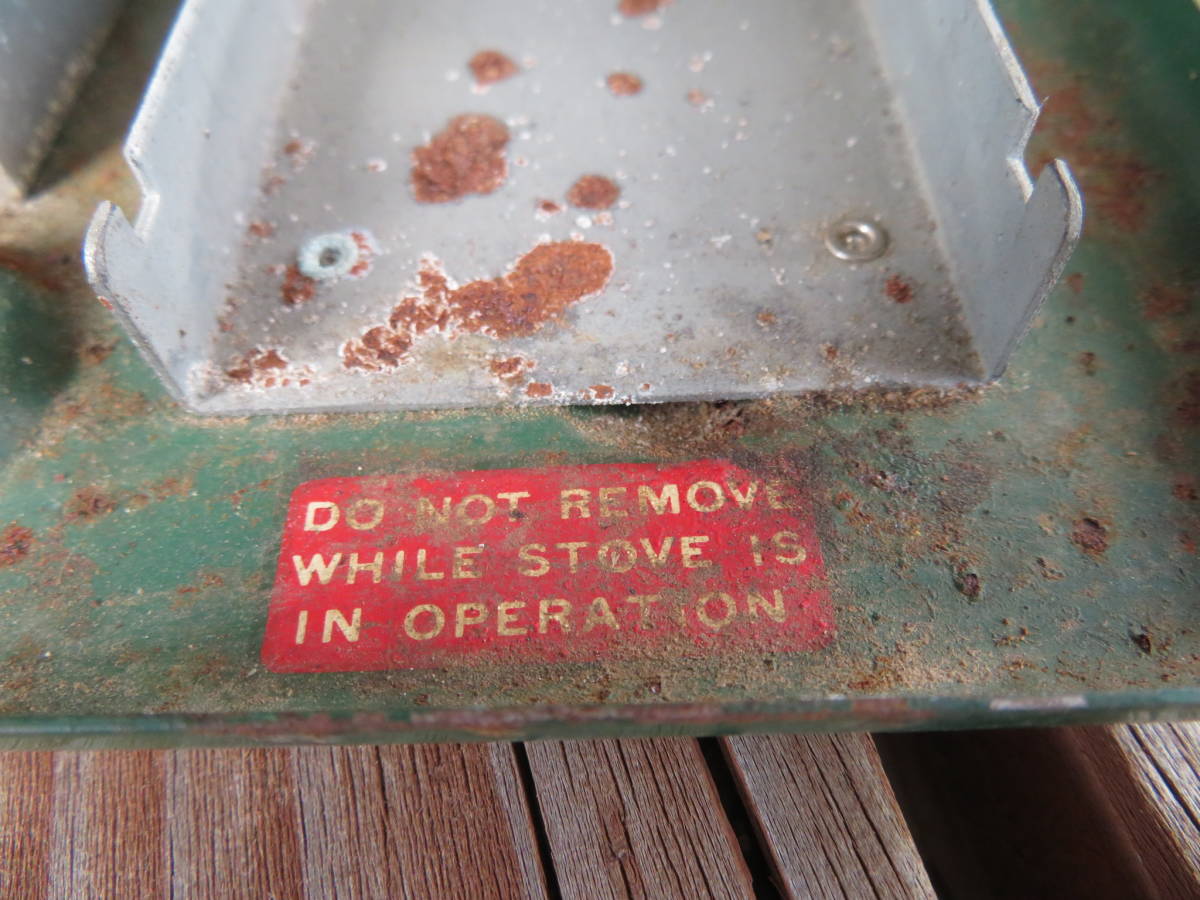 DO NOT REMOVE
WHILE STOVE IS
IN OPERATION